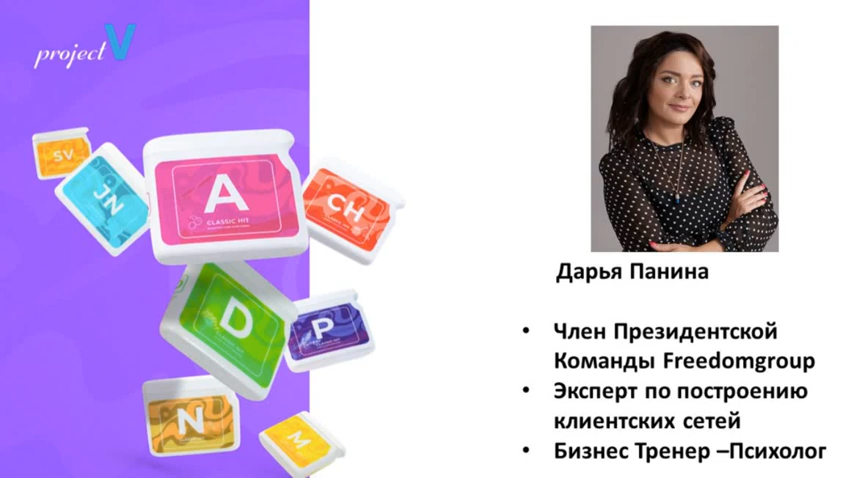 project V
SV
JN
A
CLASSIC HIT
CH
D
P
N
M
Дарья Панина
• Член Президентской
Команды Freedomgroup
• Эксперт по построению
клиентских сетей
• Бизнес Тренер –Психолог